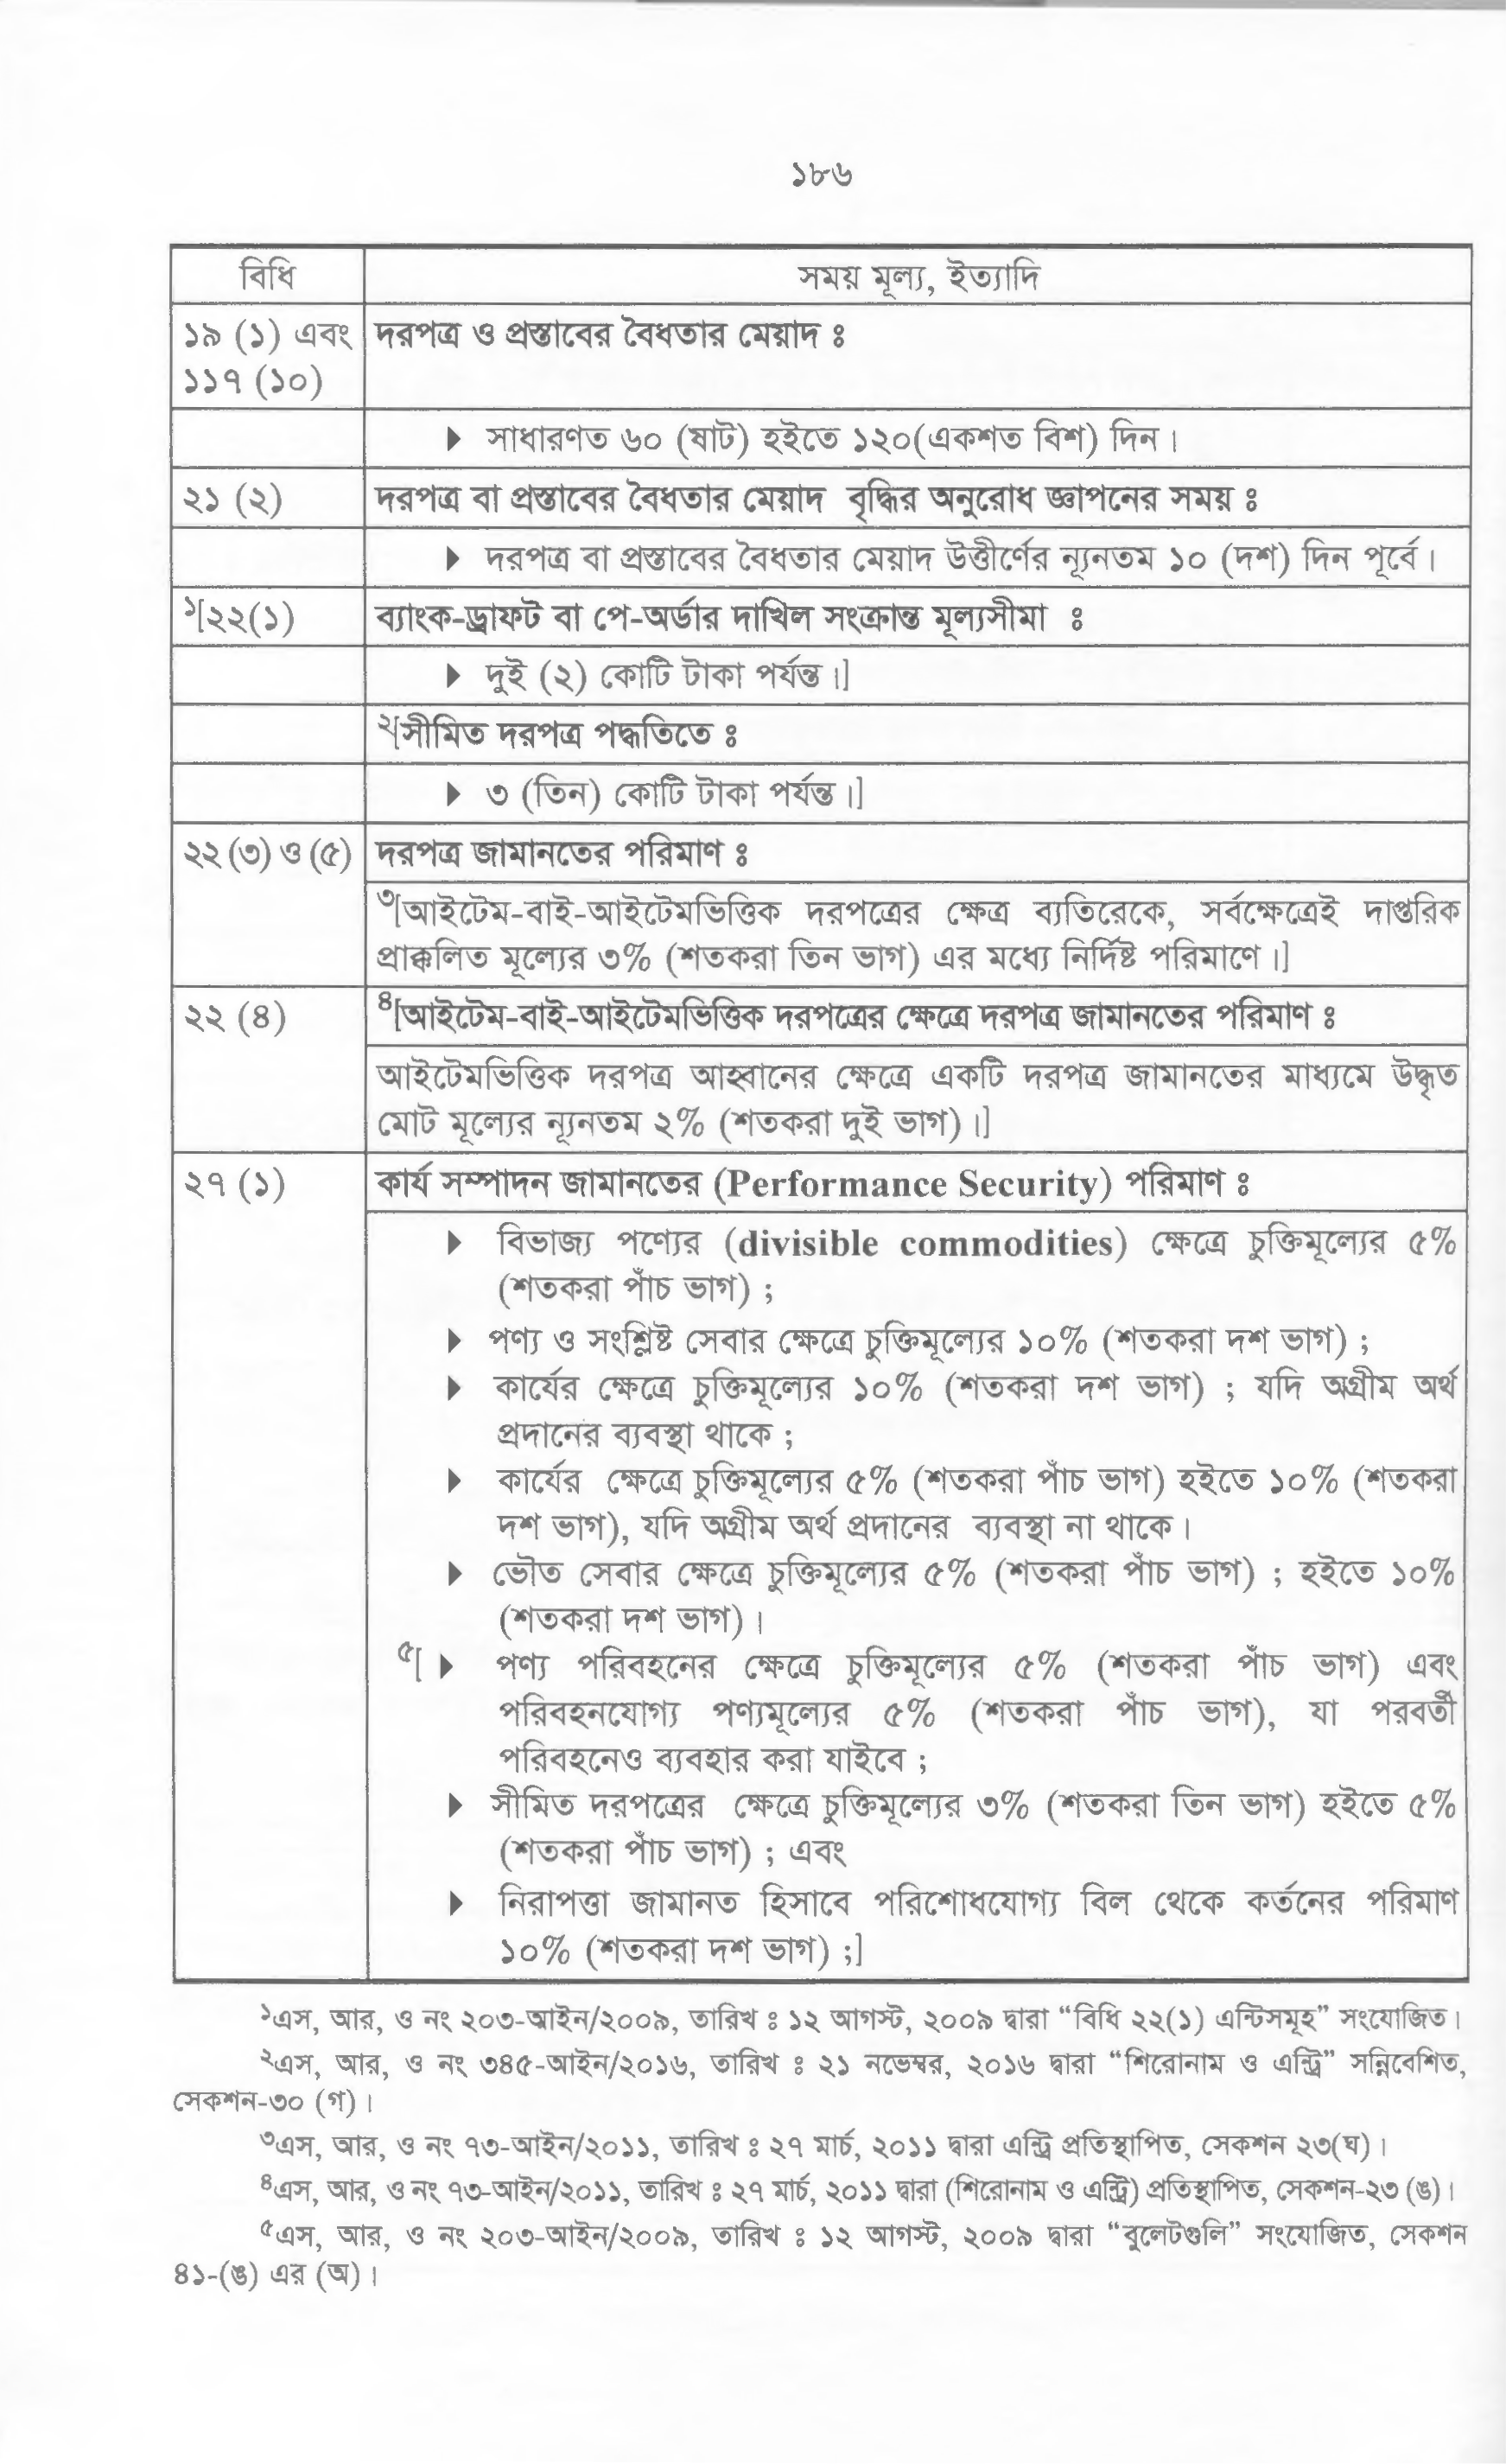 ১৮৬
বিধি
সময় মূল্য, ইত্যাদি
১৯ (১) এবং
১১৭ (১০)
দরপত্র ও প্রস্তাবের বৈধতার মেয়াদ ঃ
▶ সাধারণত ৬০ (ষাট) হইতে ১২০(একশত বিশ) দিন।
২১ (২)
দরপত্র বা প্রস্তাবের বৈধতার মেয়াদ বৃদ্ধির অনুরোধ জ্ঞাপনের সময় ঃ
▶ দরপত্র বা প্রস্তাবের বৈধতার মেয়াদ উত্তীর্ণের ন্যূনতম ১০ (দশ) দিন পূর্বে।
¹[২২(১)
ব্যাংক-ড্রাফট বা পে-অর্ডার দাখিল সংক্রান্ত মূল্যসীমা ঃ
▶ দুই (২) কোটি টাকা পর্যন্ত।]
²[সীমিত দরপত্র পদ্ধতিতে ঃ
▶ ৩ (তিন) কোটি টাকা পর্যন্ত।]
২২ (৩) ও (৫)
দরপত্র জামানতের পরিমাণ ঃ
³[আইটেম-বাই-আইটেমভিত্তিক দরপত্রের ক্ষেত্র ব্যতিরেকে, সর্বক্ষেত্রেই দাপ্তরিক
প্রাক্কলিত মূল্যের ৩% (শতকরা তিন ভাগ) এর মধ্যে নির্দিষ্ট পরিমাণে।]
২২ (৪)
⁴[আইটেম-বাই-আইটেমভিত্তিক দরপত্রের ক্ষেত্রে দরপত্র জামানতের পরিমাণ ঃ
আইটেমভিত্তিক দরপত্র আহ্বানের ক্ষেত্রে একটি দরপত্র জামানতের মাধ্যমে উদ্ধৃত
মোট মূল্যের ন্যূনতম ২% (শতকরা দুই ভাগ)।]
২৭ (১)
কার্য সম্পাদন জামানতের (Performance Security) পরিমাণ ঃ
▶ বিভাজ্য পণ্যের (divisible commodities) ক্ষেত্রে চুক্তিমূল্যের ৫%
(শতকরা পাঁচ ভাগ) ;
▶ পণ্য ও সংশ্লিষ্ট সেবার ক্ষেত্রে চুক্তিমূল্যের ১০% (শতকরা দশ ভাগ) ;
▶ কার্যের ক্ষেত্রে চুক্তিমূল্যের ১০% (শতকরা দশ ভাগ) ; যদি অগ্রীম অর্থ
প্রদানের ব্যবস্থা থাকে ;
▶ কার্যের ক্ষেত্রে চুক্তিমূল্যের ৫% (শতকরা পাঁচ ভাগ) হইতে ১০% (শতকরা
দশ ভাগ), যদি অগ্রীম অর্থ প্রদানের ব্যবস্থা না থাকে।
▶ ভৌত সেবার ক্ষেত্রে চুক্তিমূল্যের ৫% (শতকরা পাঁচ ভাগ) ; হইতে ১০%
(শতকরা দশ ভাগ)।
⁵[▶ পণ্য পরিবহনের ক্ষেত্রে চুক্তিমূল্যের ৫% (শতকরা পাঁচ ভাগ) এবং
পরিবহনযোগ্য পণ্যমূল্যের ৫% (শতকরা পাঁচ ভাগ), যা পরবর্তী
পরিবহনেও ব্যবহার করা যাইবে ;
▶ সীমিত দরপত্রের ক্ষেত্রে চুক্তিমূল্যের ৩% (শতকরা তিন ভাগ) হইতে ৫%
(শতকরা পাঁচ ভাগ) ; এবং
▶ নিরাপত্তা জামানত হিসাবে পরিশোধযোগ্য বিল থেকে কর্তনের পরিমাণ
১০% (শতকরা দশ ভাগ) ;]
¹এস, আর, ও নং ২০৩-আইন/২০০৯, তারিখ ঃ ১২ আগস্ট, ২০০৯ দ্বারা “বিধি ২২(১) এন্টিসমূহ” সংযোজিত।
²এস, আর, ও নং ৩৪৫-আইন/২০১৬, তারিখ ঃ ২১ নভেম্বর, ২০১৬ দ্বারা “শিরোনাম ও এন্ট্রি” সন্নিবেশিত,
সেকশন-৩০ (গ)।
³এস, আর, ও নং ৭৩-আইন/২০১১, তারিখ ঃ ২৭ মার্চ, ২০১১ দ্বারা এন্ট্রি প্রতিস্থাপিত, সেকশন ২৩(ঘ)।
⁴এস, আর, ও নং ৭৩-আইন/২০১১, তারিখ ঃ ২৭ মার্চ, ২০১১ দ্বারা (শিরোনাম ও এন্ট্রি) প্রতিস্থাপিত, সেকশন-২৩ (ঙ)।
⁵এস, আর, ও নং ২০৩-আইন/২০০৯, তারিখ ঃ ১২ আগস্ট, ২০০৯ দ্বারা “বুলেটগুলি” সংযোজিত, সেকশন
৪১-(ঙ) এর (অ)।